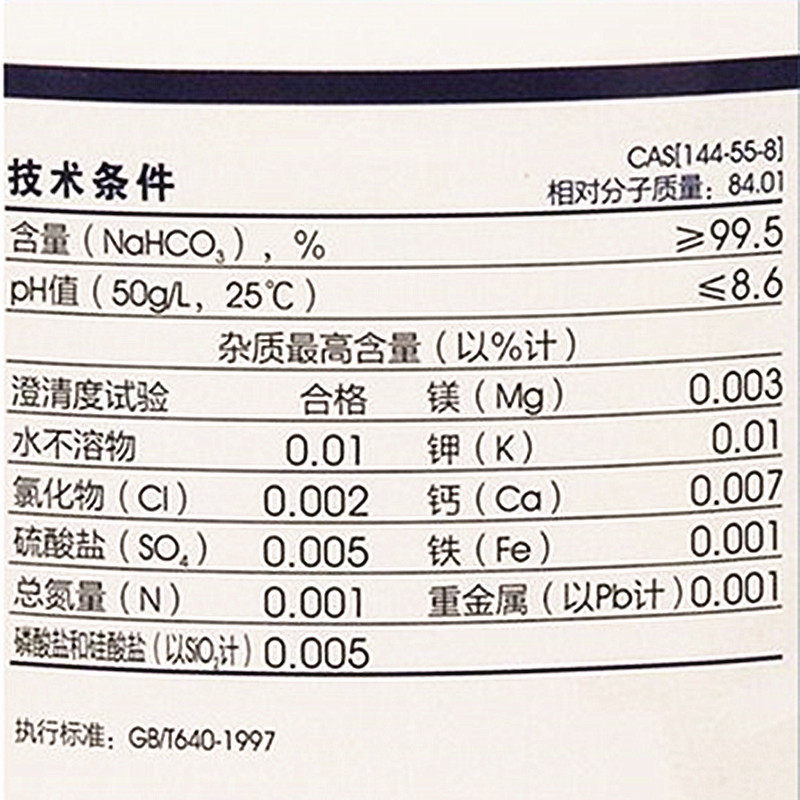 CAS[144-55-8]
技术条件 相对分子质量：84.01
含量（NaHCO₃），% ≥99.5
pH值（50g/L，25℃） ≤8.6
杂质最高含量（以%计）
澄清度试验 合格 镁（Mg） 0.003
水不溶物 0.01 钾（K） 0.01
氯化物（Cl） 0.002 钙（Ca） 0.007
硫酸盐（SO₄） 0.005 铁（Fe） 0.001
总氮量（N） 0.001 重金属（以Pb计） 0.001
磷酸盐和硅酸盐（以SiO₂计） 0.005
执行标准：GB/T640-1997